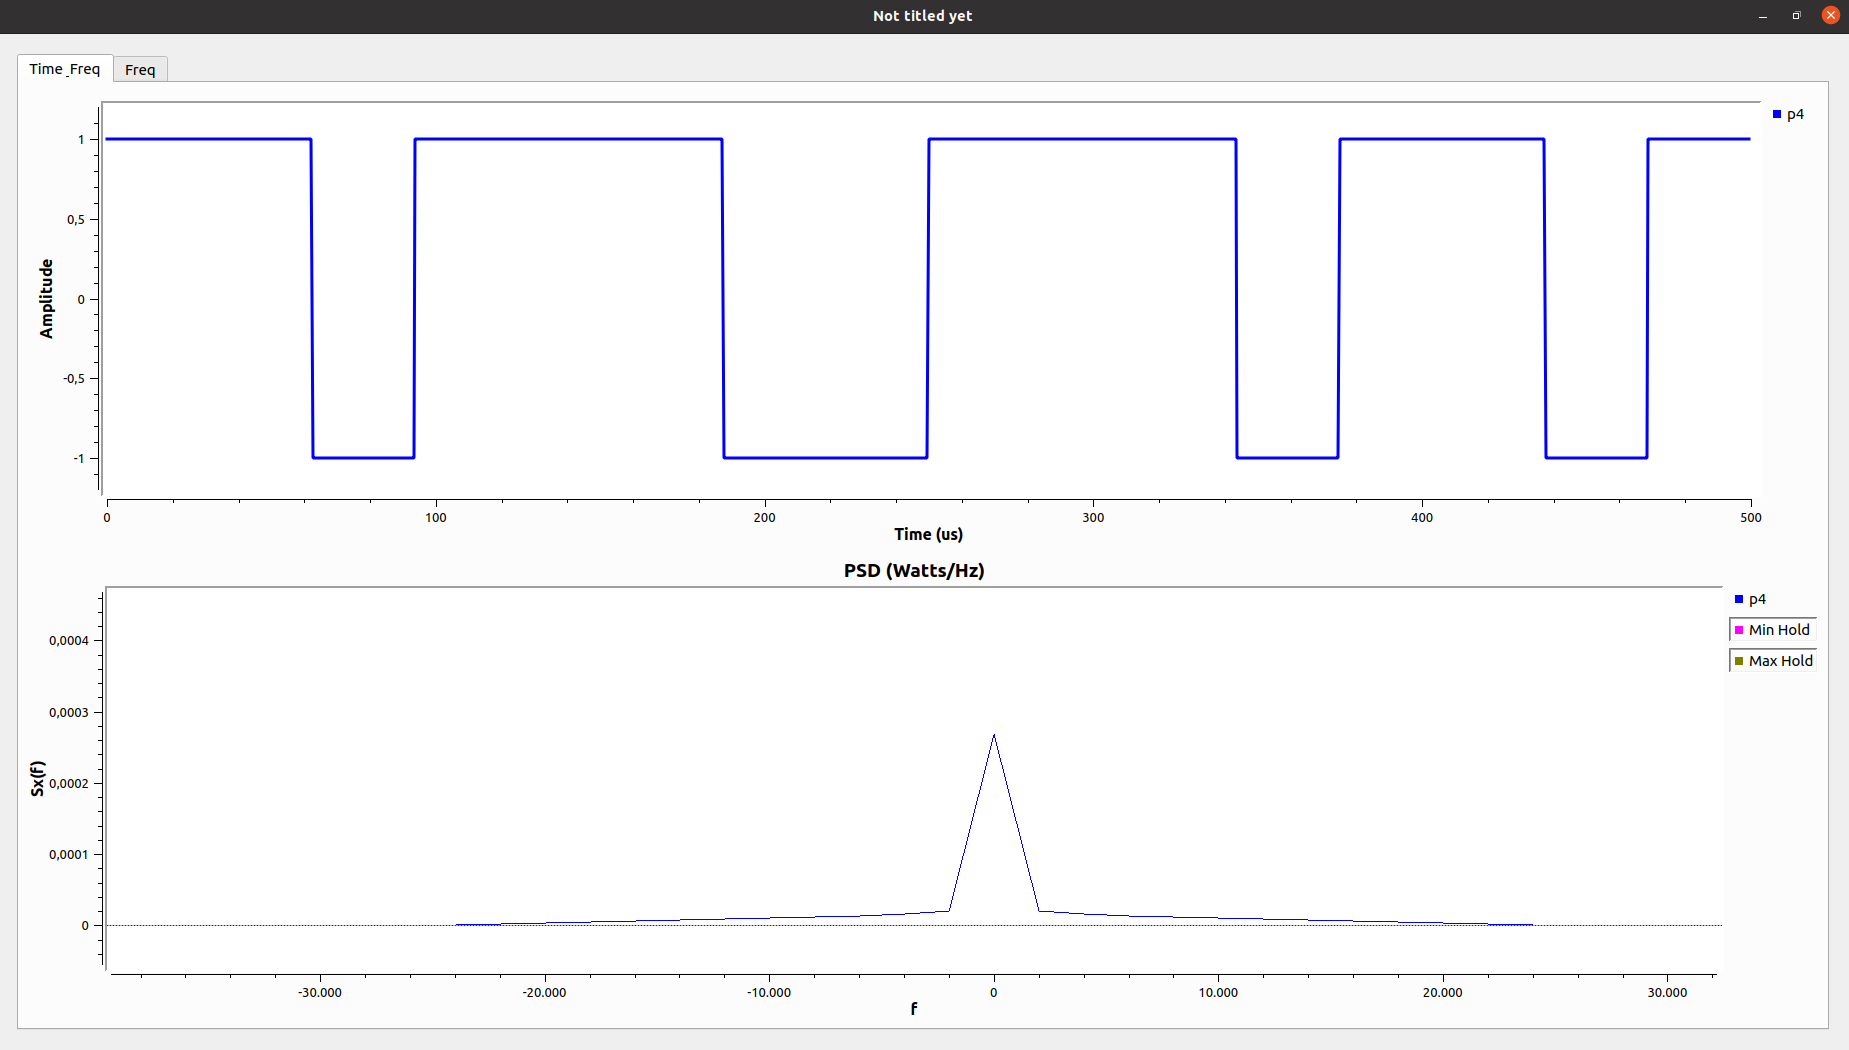 Not titled yet
Time_Freq
Freq
p4
1
0,5
0
-0,5
-1
Amplitude
0
100
200
300
400
500
Time (us)
PSD (Watts/Hz)
p4
Min Hold
Max Hold
0,0004
0,0003
0,0002
0,0001
0
Sx(f)
-30.000
-20.000
-10.000
0
10.000
20.000
30.000
f